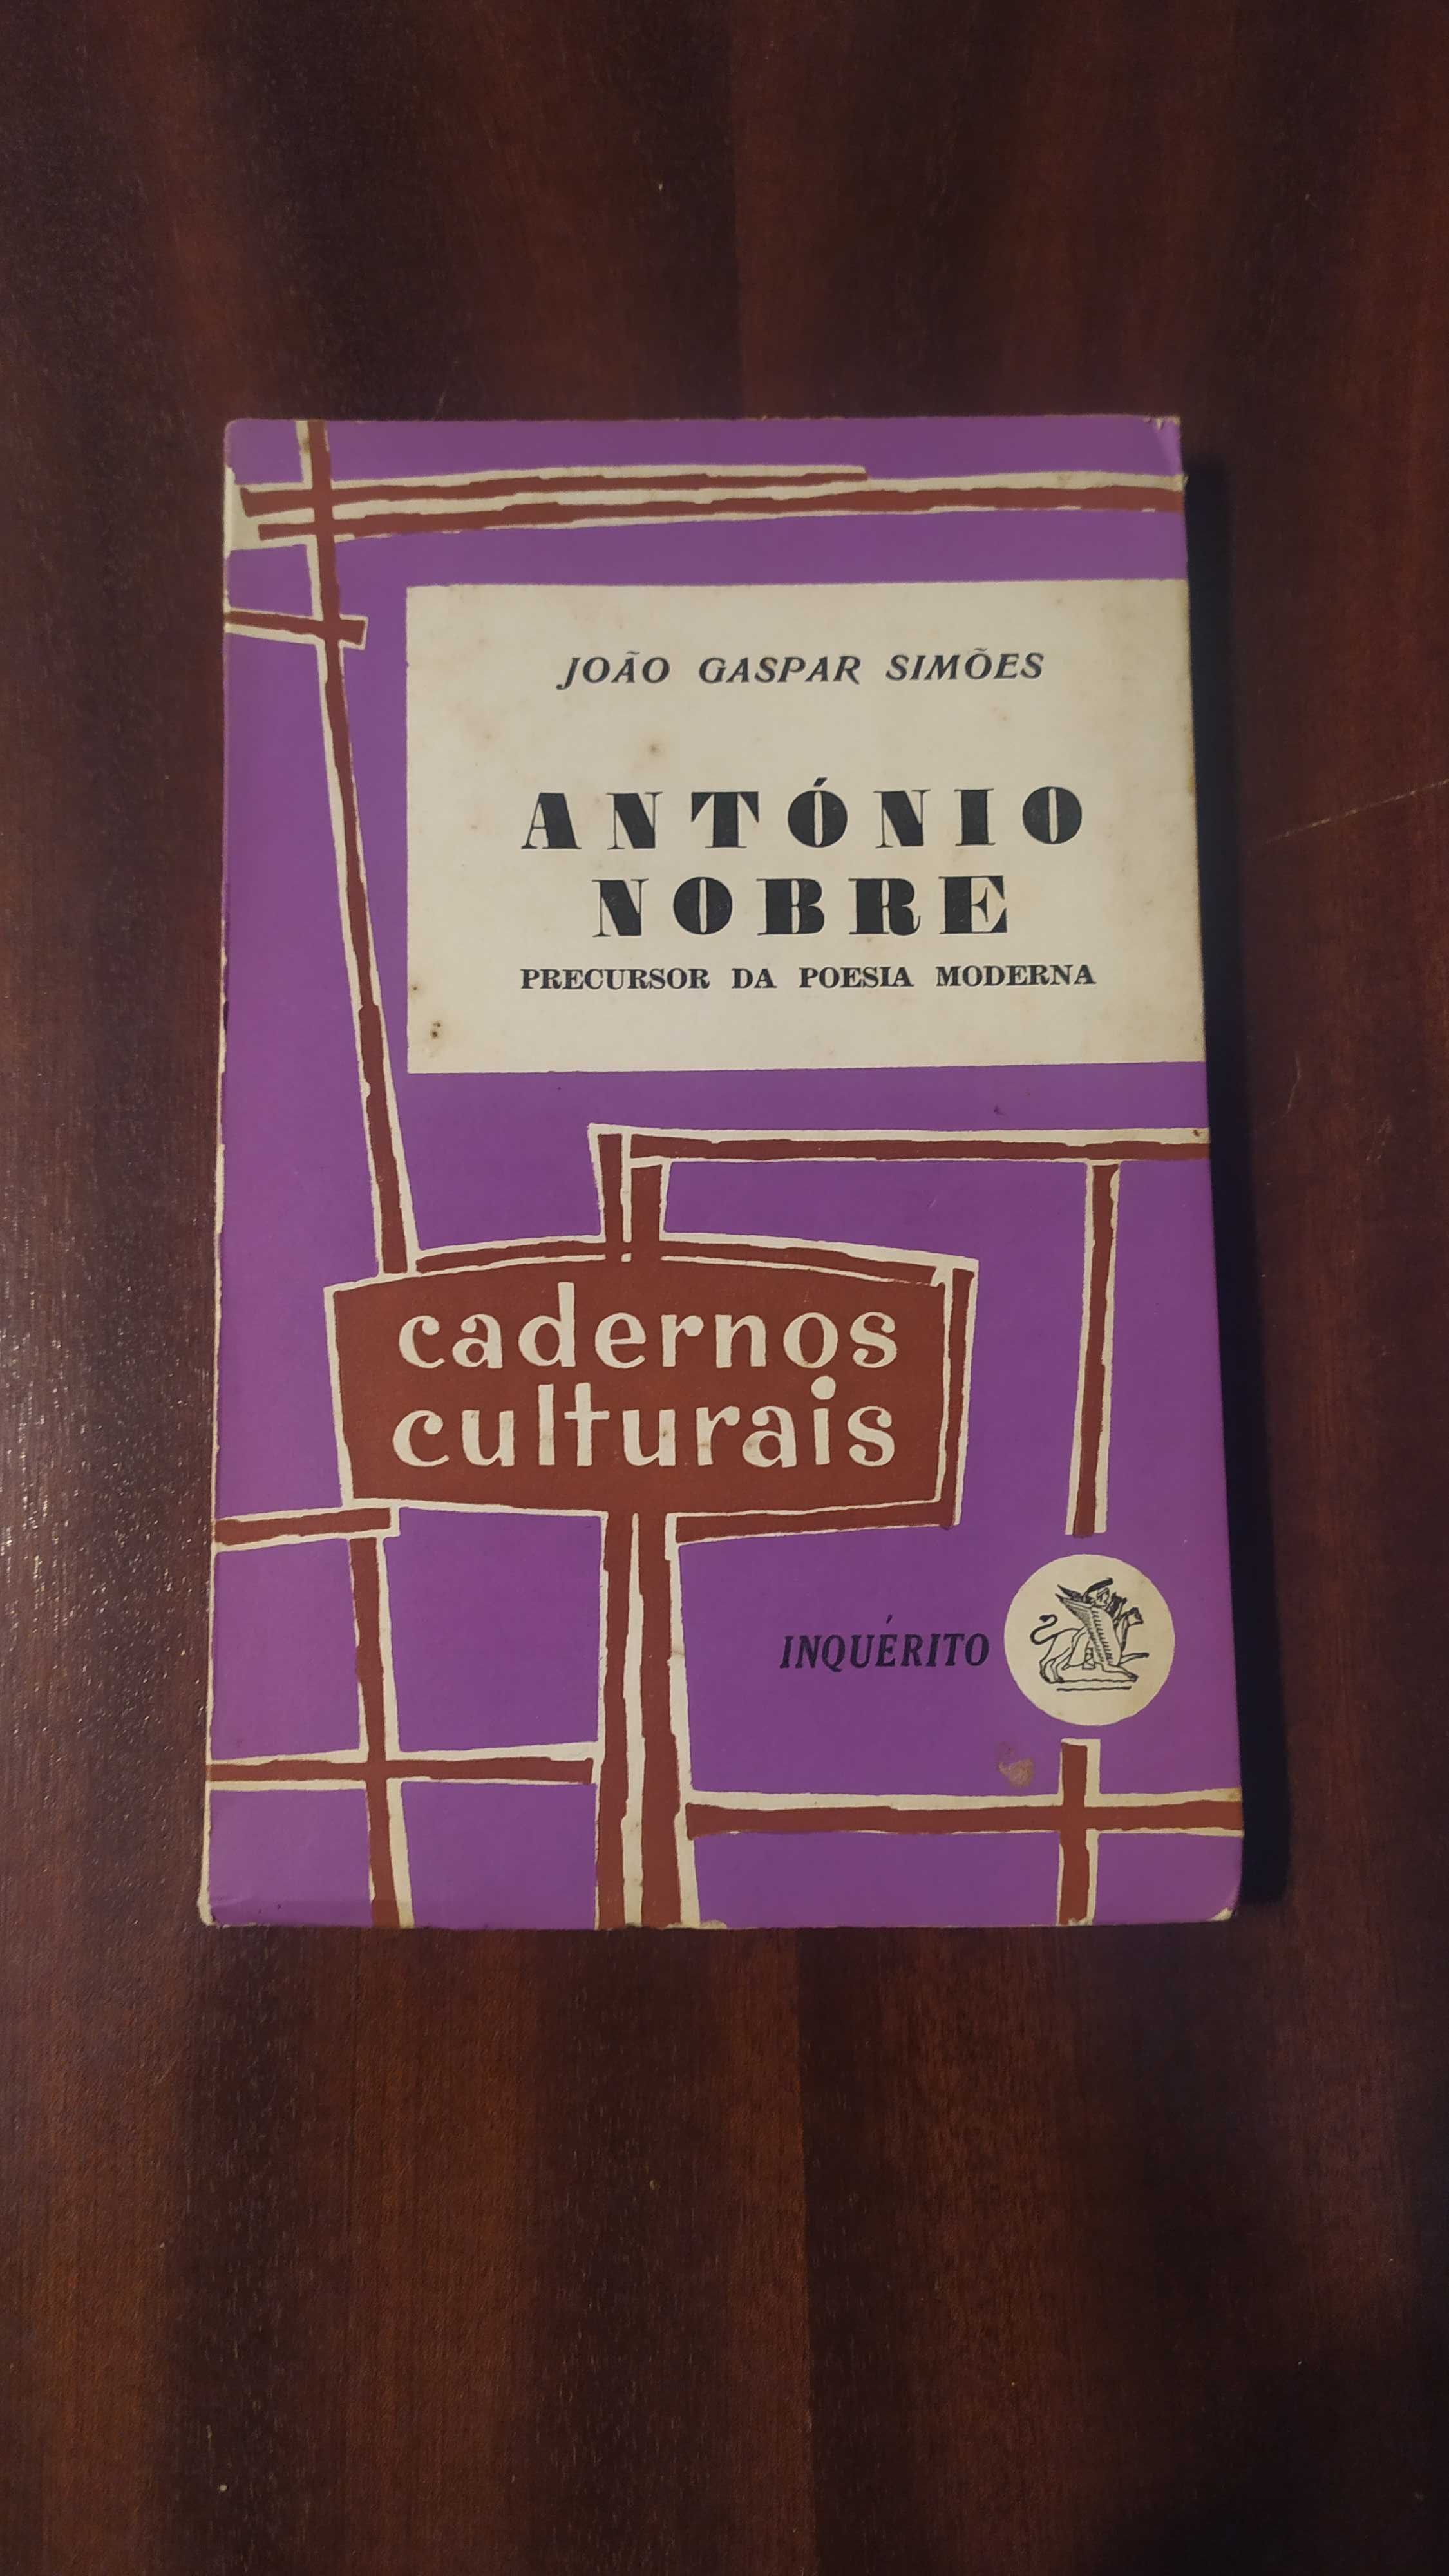 JOÃO GASPAR SIMÕES
ANTÓNIO
NOBRE
PRECURSOR DA POESIA MODERNA
cadernos
culturais
INQUÉRITO